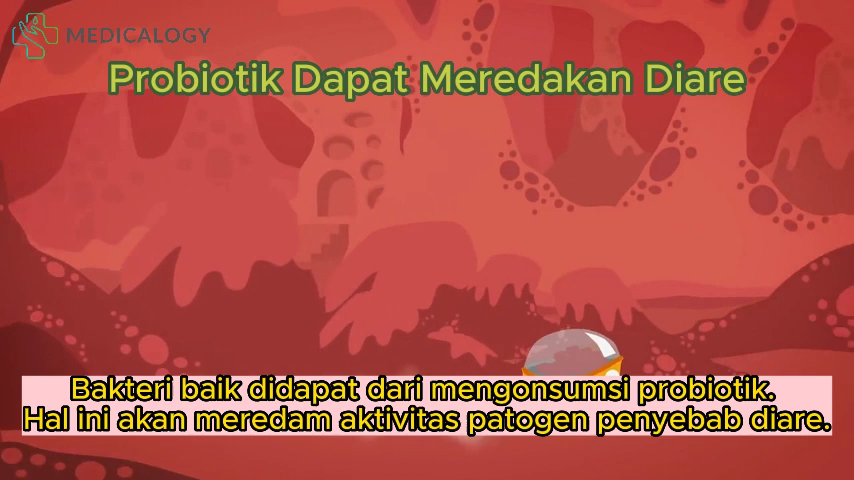 MEDICALOGY
Probiotik Dapat Meredakan Diare
Bakteri baik didapat dari mengonsumsi probiotik.
Hal ini akan meredam aktivitas patogen penyebab diare.